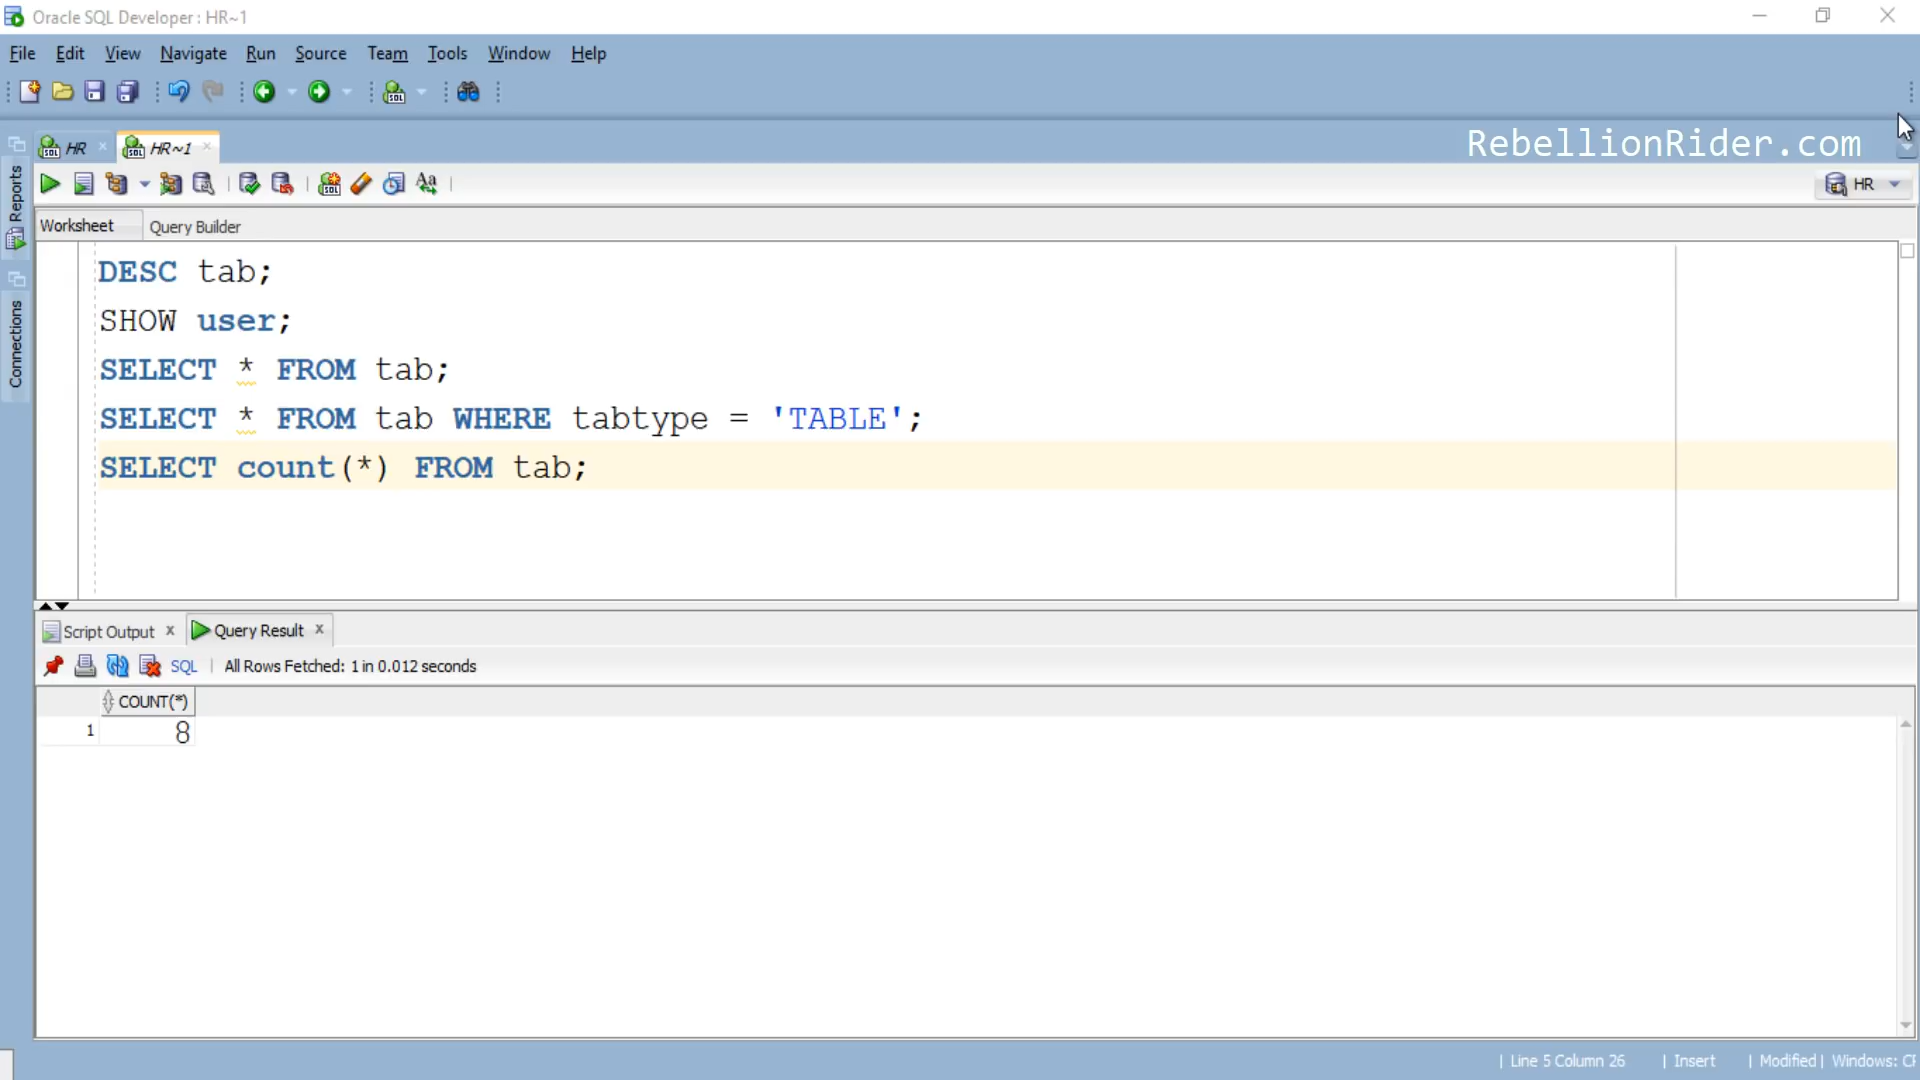 Oracle SQL Developer : HR~1
File Edit View Navigate Run Source Team Tools Window Help
HR HR~1
RebellionRider.com
Reports
Connections
HR
Worksheet Query Builder
DESC tab;
SHOW user;
SELECT * FROM tab;
SELECT * FROM tab WHERE tabtype = 'TABLE';
SELECT count(*) FROM tab;
Script Output Query Result
SQL | All Rows Fetched: 1 in 0.012 seconds
COUNT(*)
1 8
| Line 5 Column 26 | Insert | Modified | Windows: CR